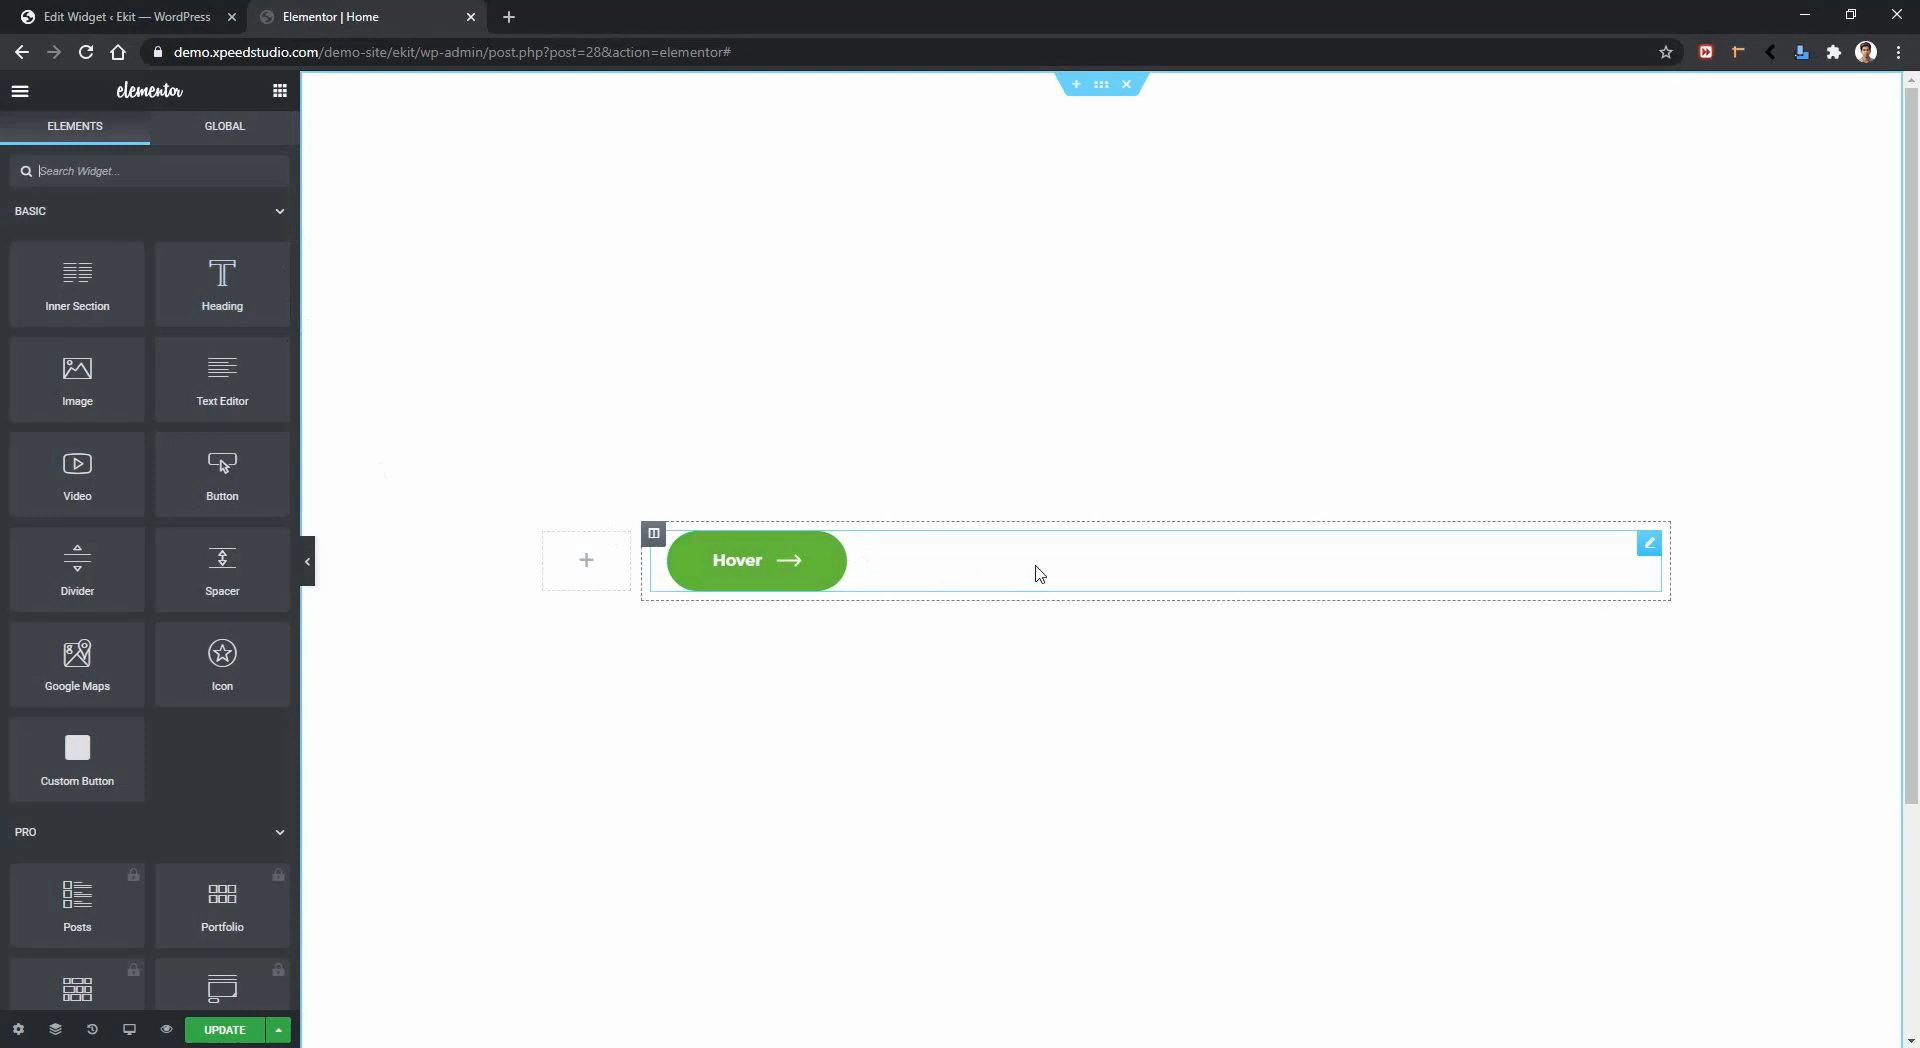 Edit Widget ‹ Ekit — WordPress
Elementor | Home
demo.xpeedstudio.com/demo-site/ekit/wp-admin/post.php?post=28&action=elementor#
elementor
ELEMENTS
GLOBAL
Search Widget...
BASIC
Inner Section
Heading
Image
Text Editor
Video
Button
Divider
Spacer
Google Maps
Icon
Custom Button
PRO
Posts
Portfolio
UPDATE
Hover